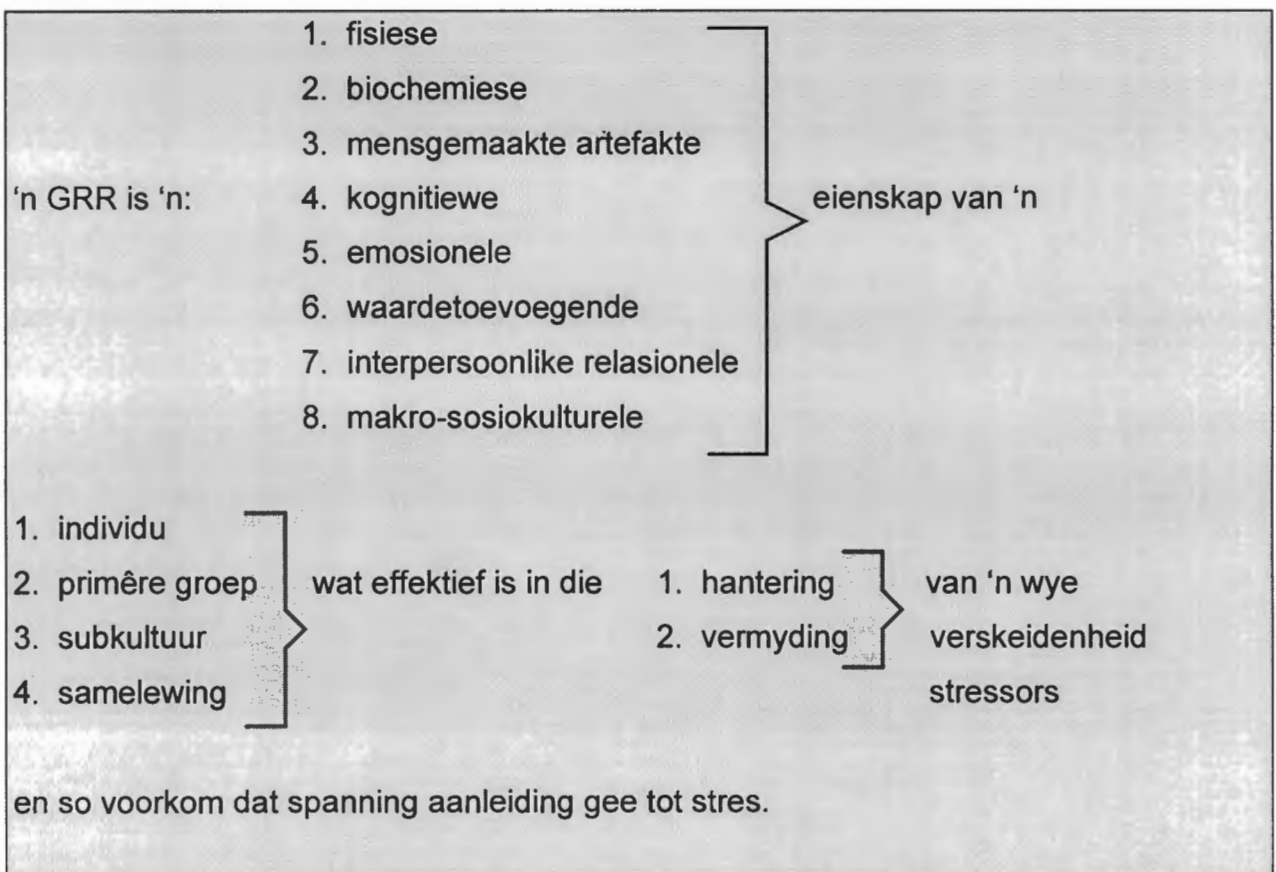 1. fisiese
2. biochemiese
3. mensgemaakte artefakte
'n GRR is 'n: 4. kognitiewe eienskap van 'n
5. emosionele
6. waardetoevoegende
7. interpersoonlike relasionele
8. makro-sosiokulturele
1. individu
2. primêre groep wat effektief is in die 1. hantering van 'n wye
3. subkultuur 2. vermyding verskeidenheid
4. samelewing stressors
en so voorkom dat spanning aanleiding gee tot stres.